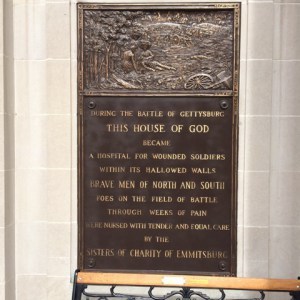 DURING THE BATTLE OF GETTYSBURG
THIS HOUSE OF GOD
BECAME
A HOSPITAL FOR WOUNDED SOLDIERS
WITHIN ITS HALLOWED WALLS
BRAVE MEN OF NORTH AND SOUTH
FOES ON THE FIELD OF BATTLE
THROUGH WEEKS OF PAIN
WERE NURSED WITH TENDER AND EQUAL CARE
BY THE
SISTERS OF CHARITY OF EMMITSBURG